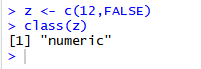 > z <- c(12,FALSE)
> class(z)
[1] "numeric"
>